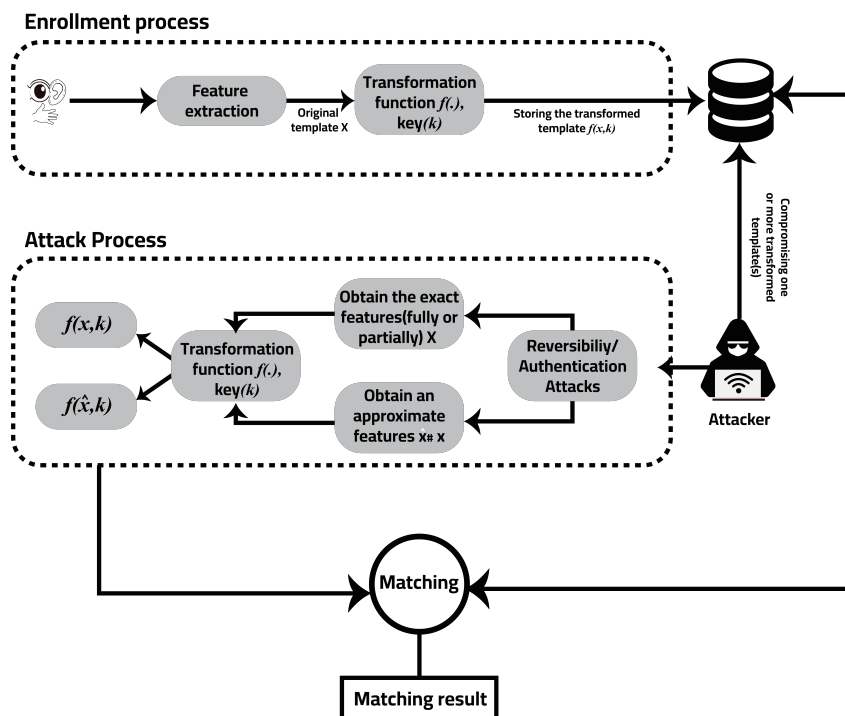 Enrollment process
Feature
extraction
Original
template X
Transformation
function f(.),
key(k)
Storing the transformed
template f(x,k)
Compromising one
or more transformed
template(s)
Attack Process
f(x,k)
f(x̂,k)
Transformation
function f(.),
key(k)
Obtain the exact
features(fully or
partially) X
Obtain an
approximate
features x̂# x
Reversibiliy/
Authentication
Attacks
Attacker
Matching
Matching result